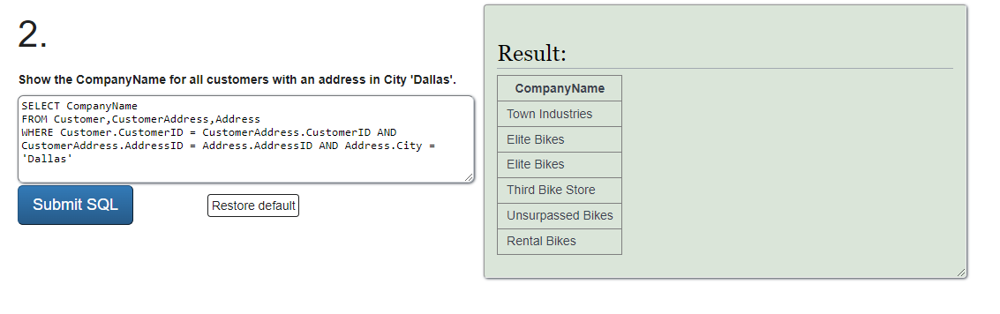 2.
Show the CompanyName for all customers with an address in City 'Dallas'.
SELECT CompanyName
FROM Customer,CustomerAddress,Address
WHERE Customer.CustomerID = CustomerAddress.CustomerID AND
CustomerAddress.AddressID = Address.AddressID AND Address.City =
'Dallas'
Submit SQL
Restore default
Result:
CompanyName
Town Industries
Elite Bikes
Elite Bikes
Third Bike Store
Unsurpassed Bikes
Rental Bikes